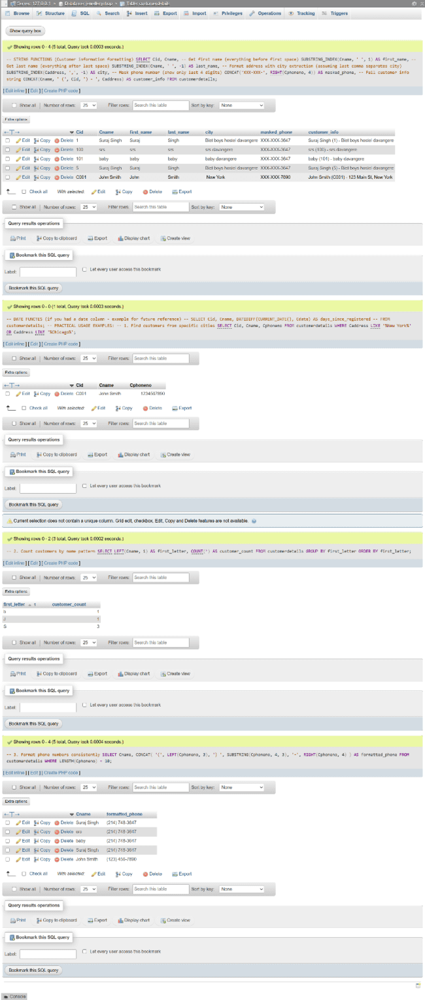 Server: 127.0.0.1 » Database: jewelleryshop » Table: customerdetails
Browse Structure SQL Search Insert Export Import Privileges Operations Tracking Triggers
Show query box
Showing rows 0 - 4 (5 total, Query took 0.0003 seconds.)
-- STRING FUNCTIONS (Customer information formatting) SELECT Cid, Cname, -- Get first name (everything before first space) SUBSTRING_INDEX(Cname, ' ', 1) AS first_name, --
Get last name (everything after last space) SUBSTRING_INDEX(Cname, ' ', -1) AS last_name, -- Format address with city extraction (assuming last comma separates city)
SUBSTRING_INDEX(Caddress, ',', -1) AS city, -- Mask phone number (show only last 4 digits) CONCAT('XXX-XXX-', RIGHT(Cphoneno, 4)) AS masked_phone, -- Full customer info
string CONCAT(Cname, ' (', Cid, ') - ', Caddress) AS customer_info FROM customerdetails;
[ Edit inline ] [ Edit ] [ Create PHP code ]
Show all | Number of rows: 25 Filter rows: Search this table Sort by key: None
Extra options
←T→ Cid Cname first_name last_name city masked_phone customer_info
Edit Copy Delete 1 Suraj Singh Suraj Singh Biet boys hostel davangere XXX-XXX-3647 Suraj Singh (1) - Biet boys hostel davangere
Edit Copy Delete 100 srs srs srs srs davangere XXX-XXX-3647 srs (100) - srs davangere
Edit Copy Delete 101 baby baby baby baby davangere XXX-XXX-3647 baby (101) - baby davangere
Edit Copy Delete 5 Suraj Singh Suraj Singh Biet boys hostel davangere XXX-XXX-3647 Suraj Singh (5) - Biet boys hostel davangere
Edit Copy Delete C001 John Smith John Smith New York XXX-XXX-7890 John Smith (C001) - 123 Main St, New York
Check all With selected: Edit Copy Delete Export
Show all | Number of rows: 25 Filter rows: Search this table Sort by key: None
Query results operations
Print Copy to clipboard Export Display chart Create view
Bookmark this SQL query
Label: Let every user access this bookmark
Bookmark this SQL query
Showing rows 0 - 0 (1 total, Query took 0.0003 seconds.)
-- DATE FUNCTES (if you had a date column - example for future reference) -- SELECT Cid, Cname, DATEDIFF(CURRENT_DATE(), Cdate) AS days_since_registered -- FROM
customerdetails; -- PRACTICAL USAGE EXAMPLES: -- 1. Find customers from specific cities SELECT Cid, Cname, Cphoneno FROM customerdetails WHERE Caddress LIKE '%New York%'
OR Caddress LIKE '%Chicago%';
[ Edit inline ] [ Edit ] [ Create PHP code ]
Show all | Number of rows: 25 Filter rows: Search this table
Extra options
←T→ Cid Cname Cphoneno
Edit Copy Delete C001 John Smith 1234567890
Check all With selected: Edit Copy Delete Export
Show all | Number of rows: 25 Filter rows: Search this table
Query results operations
Print Copy to clipboard Export Display chart Create view
Bookmark this SQL query
Label: Let every user access this bookmark
Bookmark this SQL query
Current selection does not contain a unique column. Grid edit, checkbox, Edit, Copy and Delete features are not available.
Showing rows 0 - 2 (3 total, Query took 0.0002 seconds.)
-- 2. Count customers by name pattern SELECT LEFT(Cname, 1) AS first_letter, COUNT(*) AS customer_count FROM customerdetails GROUP BY first_letter ORDER BY first_letter;
[ Edit inline ] [ Edit ] [ Create PHP code ]
Show all | Number of rows: 25 Filter rows: Search this table
Extra options
first_letter 1 customer_count
b 1
J 1
S 3
Show all | Number of rows: 25 Filter rows: Search this table
Query results operations
Print Copy to clipboard Export Display chart Create view
Bookmark this SQL query
Label: Let every user access this bookmark
Bookmark this SQL query
Showing rows 0 - 4 (5 total, Query took 0.0004 seconds.)
-- 3. Format phone numbers consistently SELECT Cname, CONCAT( '(', LEFT(Cphoneno, 3), ') ', SUBSTRING(Cphoneno, 4, 3), '-', RIGHT(Cphoneno, 4) ) AS formatted_phone FROM
customerdetails WHERE LENGTH(Cphoneno) = 10;
[ Edit inline ] [ Edit ] [ Create PHP code ]
Show all | Number of rows: 25 Filter rows: Search this table Sort by key: None
Extra options
←T→ Cname formatted_phone
Edit Copy Delete Suraj Singh (214) 748-3647
Edit Copy Delete srs (214) 748-3647
Edit Copy Delete baby (214) 748-3647
Edit Copy Delete Suraj Singh (214) 748-3647
Edit Copy Delete John Smith (123) 456-7890
Check all With selected: Edit Copy Delete Export
Show all | Number of rows: 25 Filter rows: Search this table Sort by key: None
Query results operations
Print Copy to clipboard Export Display chart Create view
Bookmark this SQL query
Label: Let every user access this bookmark
Bookmark this SQL query
Console